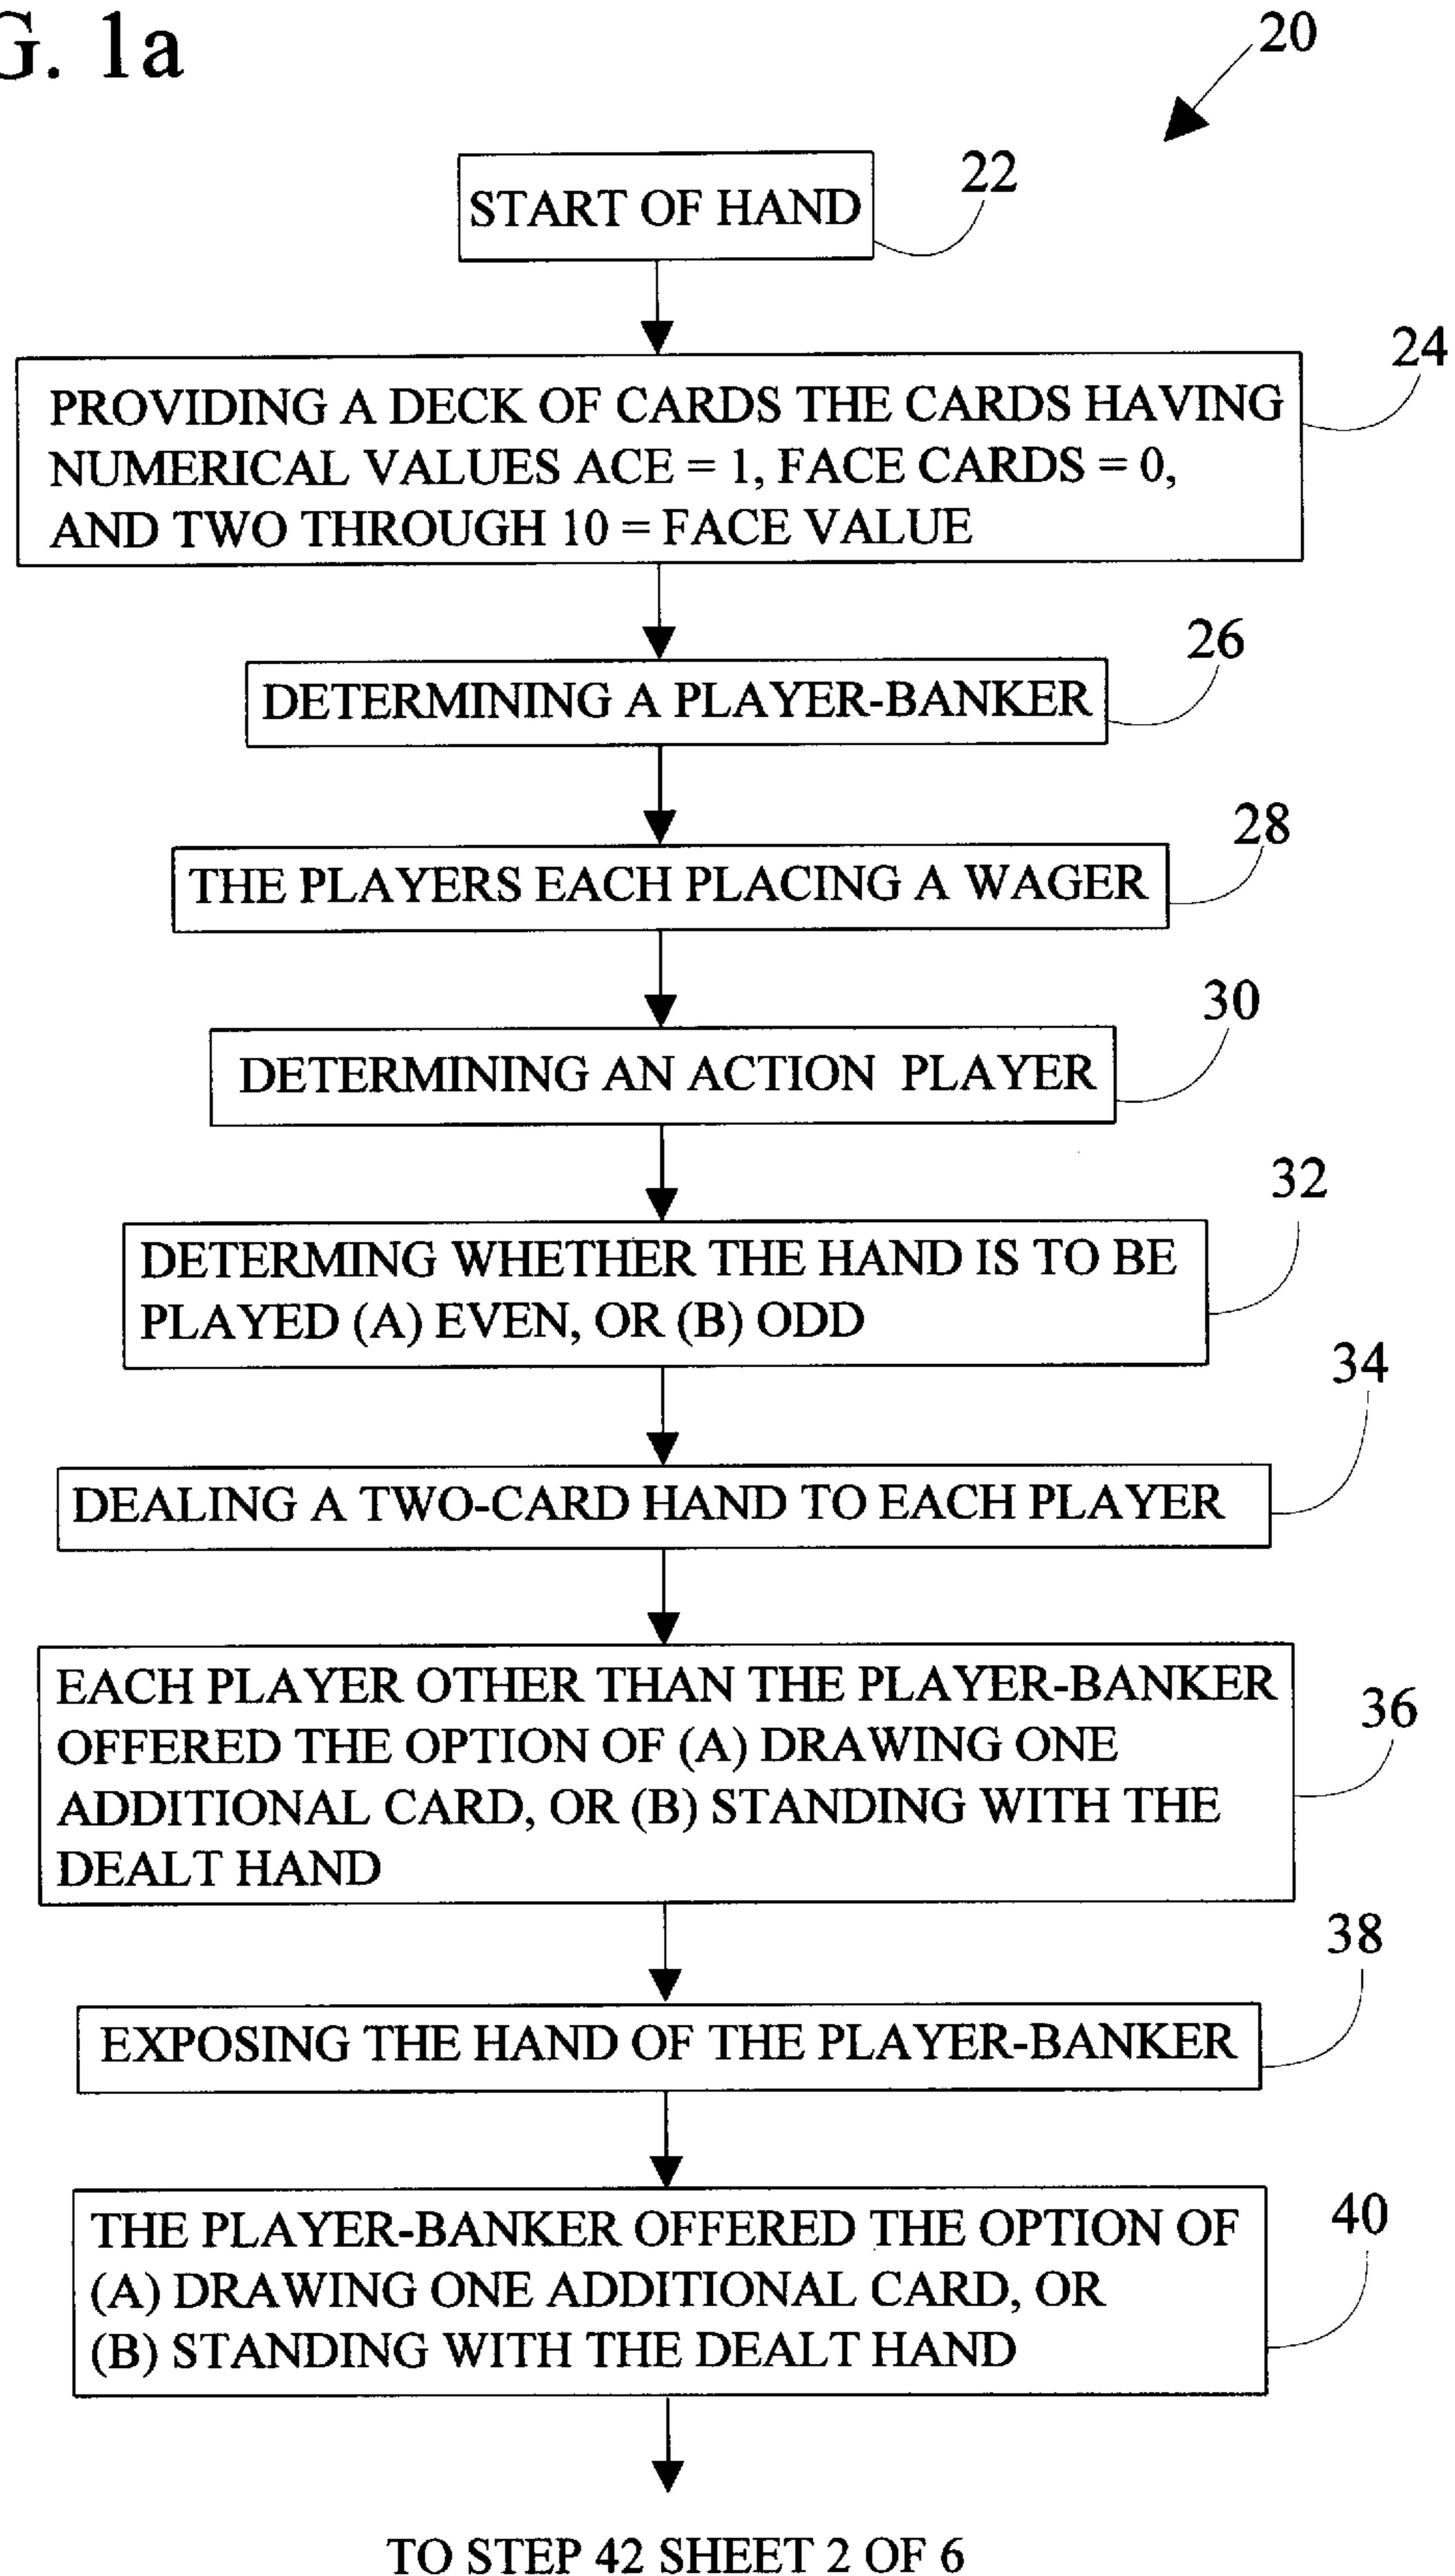 G. 1a
20
START OF HAND
22
24
PROVIDING A DECK OF CARDS THE CARDS HAVING
NUMERICAL VALUES ACE = 1, FACE CARDS = 0,
AND TWO THROUGH 10 = FACE VALUE
26
DETERMINING A PLAYER-BANKER
28
THE PLAYERS EACH PLACING A WAGER
30
DETERMINING AN ACTION PLAYER
32
DETERMING WHETHER THE HAND IS TO BE
PLAYED (A) EVEN, OR (B) ODD
34
DEALING A TWO-CARD HAND TO EACH PLAYER
EACH PLAYER OTHER THAN THE PLAYER-BANKER
OFFERED THE OPTION OF (A) DRAWING ONE
ADDITIONAL CARD, OR (B) STANDING WITH THE
DEALT HAND
36
38
EXPOSING THE HAND OF THE PLAYER-BANKER
THE PLAYER-BANKER OFFERED THE OPTION OF
(A) DRAWING ONE ADDITIONAL CARD, OR
(B) STANDING WITH THE DEALT HAND
40
TO STEP 42 SHEET 2 OF 6